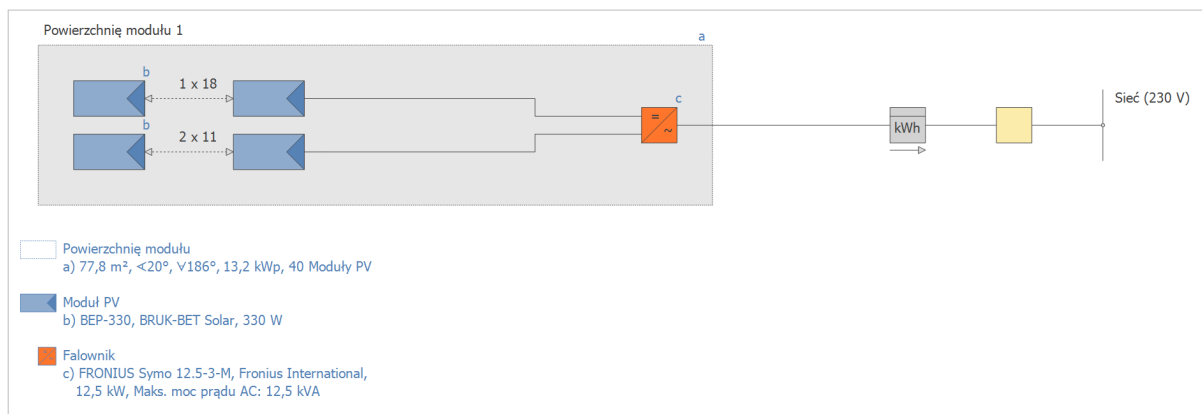 Powierzchnię modułu 1
a
b
1 x 18
c
Sieć (230 V)
b
2 x 11
=
~
kWh
Powierzchnię modułu
a) 77,8 m², ∢20°, ∨186°, 13,2 kWp, 40 Moduły PV
Moduł PV
b) BEP-330, BRUK-BET Solar, 330 W
Falownik
c) FRONIUS Symo 12.5-3-M, Fronius International,
12,5 kW, Maks. moc prądu AC: 12,5 kVA